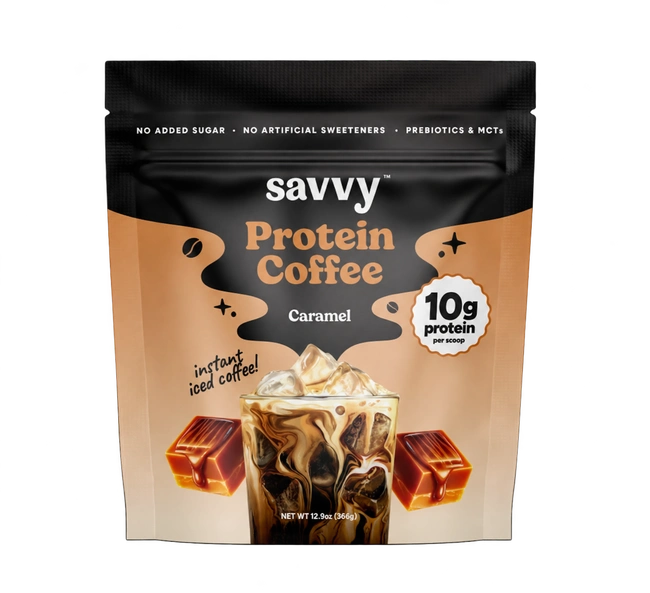 NO ADDED SUGAR • NO ARTIFICIAL SWEETENERS • PREBIOTICS & MCTs
savvy™
Protein
Coffee
Caramel
10g
protein
per scoop
instant
iced coffee!
NET WT 12.9oz (366g)